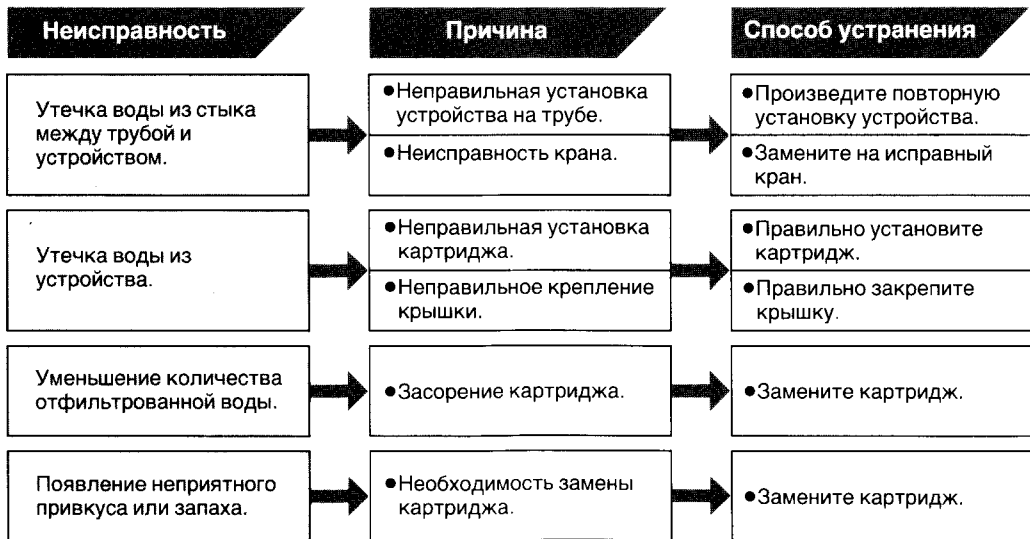 Неисправность
Причина
Способ устранения
Утечка воды из стыка
между трубой и
устройством.
●Неправильная установка
устройства на трубе.
●Неисправность крана.
●Произведите повторную
установку устройства.
●Замените на исправный
кран.
Утечка воды из
устройства.
●Неправильная установка
картриджа.
●Неправильное крепление
крышки.
●Правильно установите
картридж.
●Правильно закрепите
крышку.
Уменьшение количества
отфильтрованной воды.
●Засорение картриджа.
●Замените картридж.
Появление неприятного
привкуса или запаха.
●Необходимость замены
картриджа.
●Замените картридж.